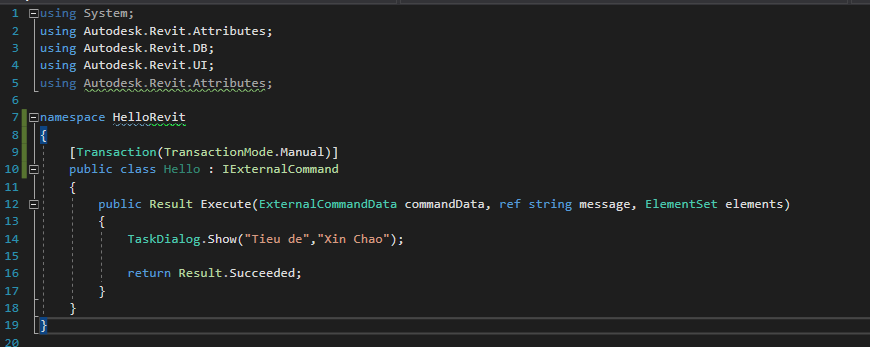 1 using System;
2 using Autodesk.Revit.Attributes;
3 using Autodesk.Revit.DB;
4 using Autodesk.Revit.UI;
5 using Autodesk.Revit.Attributes;
6
7 namespace HelloRevit
8 {
9 [Transaction(TransactionMode.Manual)]
10 public class Hello : IExternalCommand
11 {
12 public Result Execute(ExternalCommandData commandData, ref string message, ElementSet elements)
13 {
14 TaskDialog.Show("Tieu de","Xin Chao");
15
16 return Result.Succeeded;
17 }
18 }
19 }
20